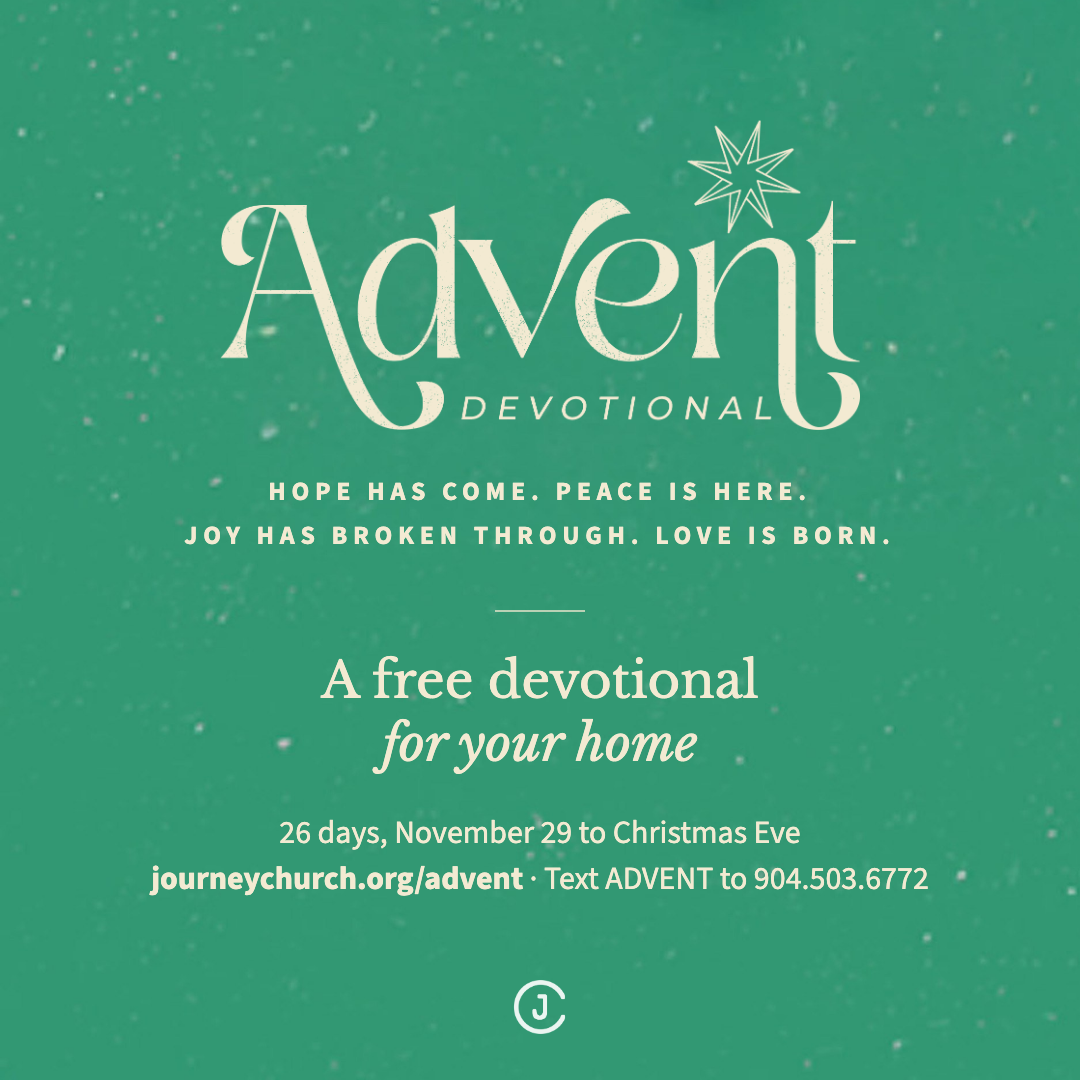 Advent
DEVOTIONAL
HOPE HAS COME. PEACE IS HERE.
JOY HAS BROKEN THROUGH. LOVE IS BORN.
A free devotional
for your home
26 days, November 29 to Christmas Eve
journeychurch.org/advent · Text ADVENT to 904.503.6772
JC